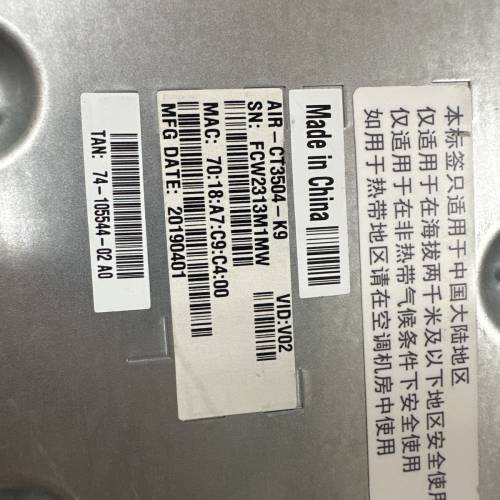 本标签只适用于中国大陆地区
仅适用于在海拔两千米及以下地区安全使用
仅适用于在非热带气候条件下安全使用
如用于热带地区请在空调机房中使用
Made in China
AIR-CT3504-K9 VID:V02
SN: FCW2313M1MW
MAC: 70:18:A7:C9:C4:00
MFG DATE: 20190401
TAN: 74-105544-02 A0